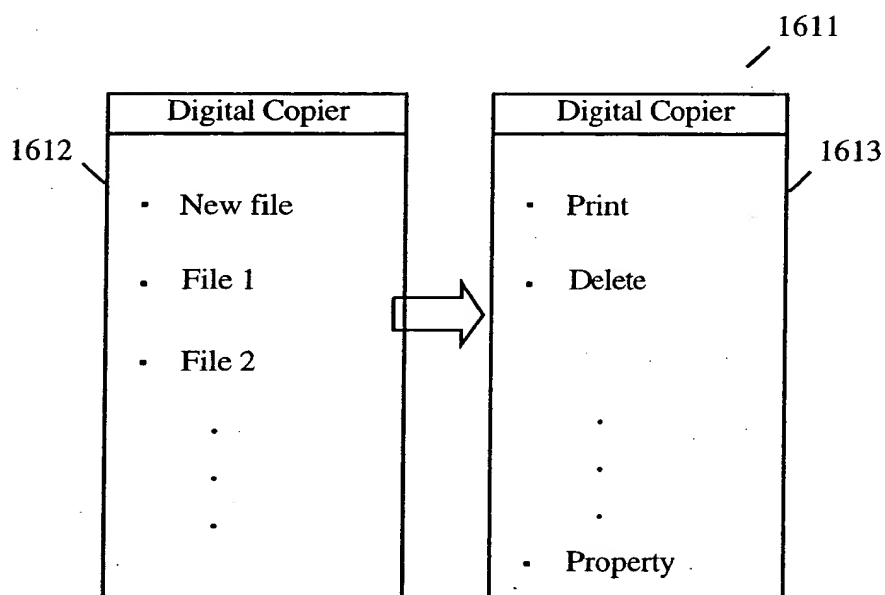 1611
Digital Copier
1612
· New file
· File 1
· File 2
.
.
.
Digital Copier
1613
· Print
· Delete
.
.
.
· Property